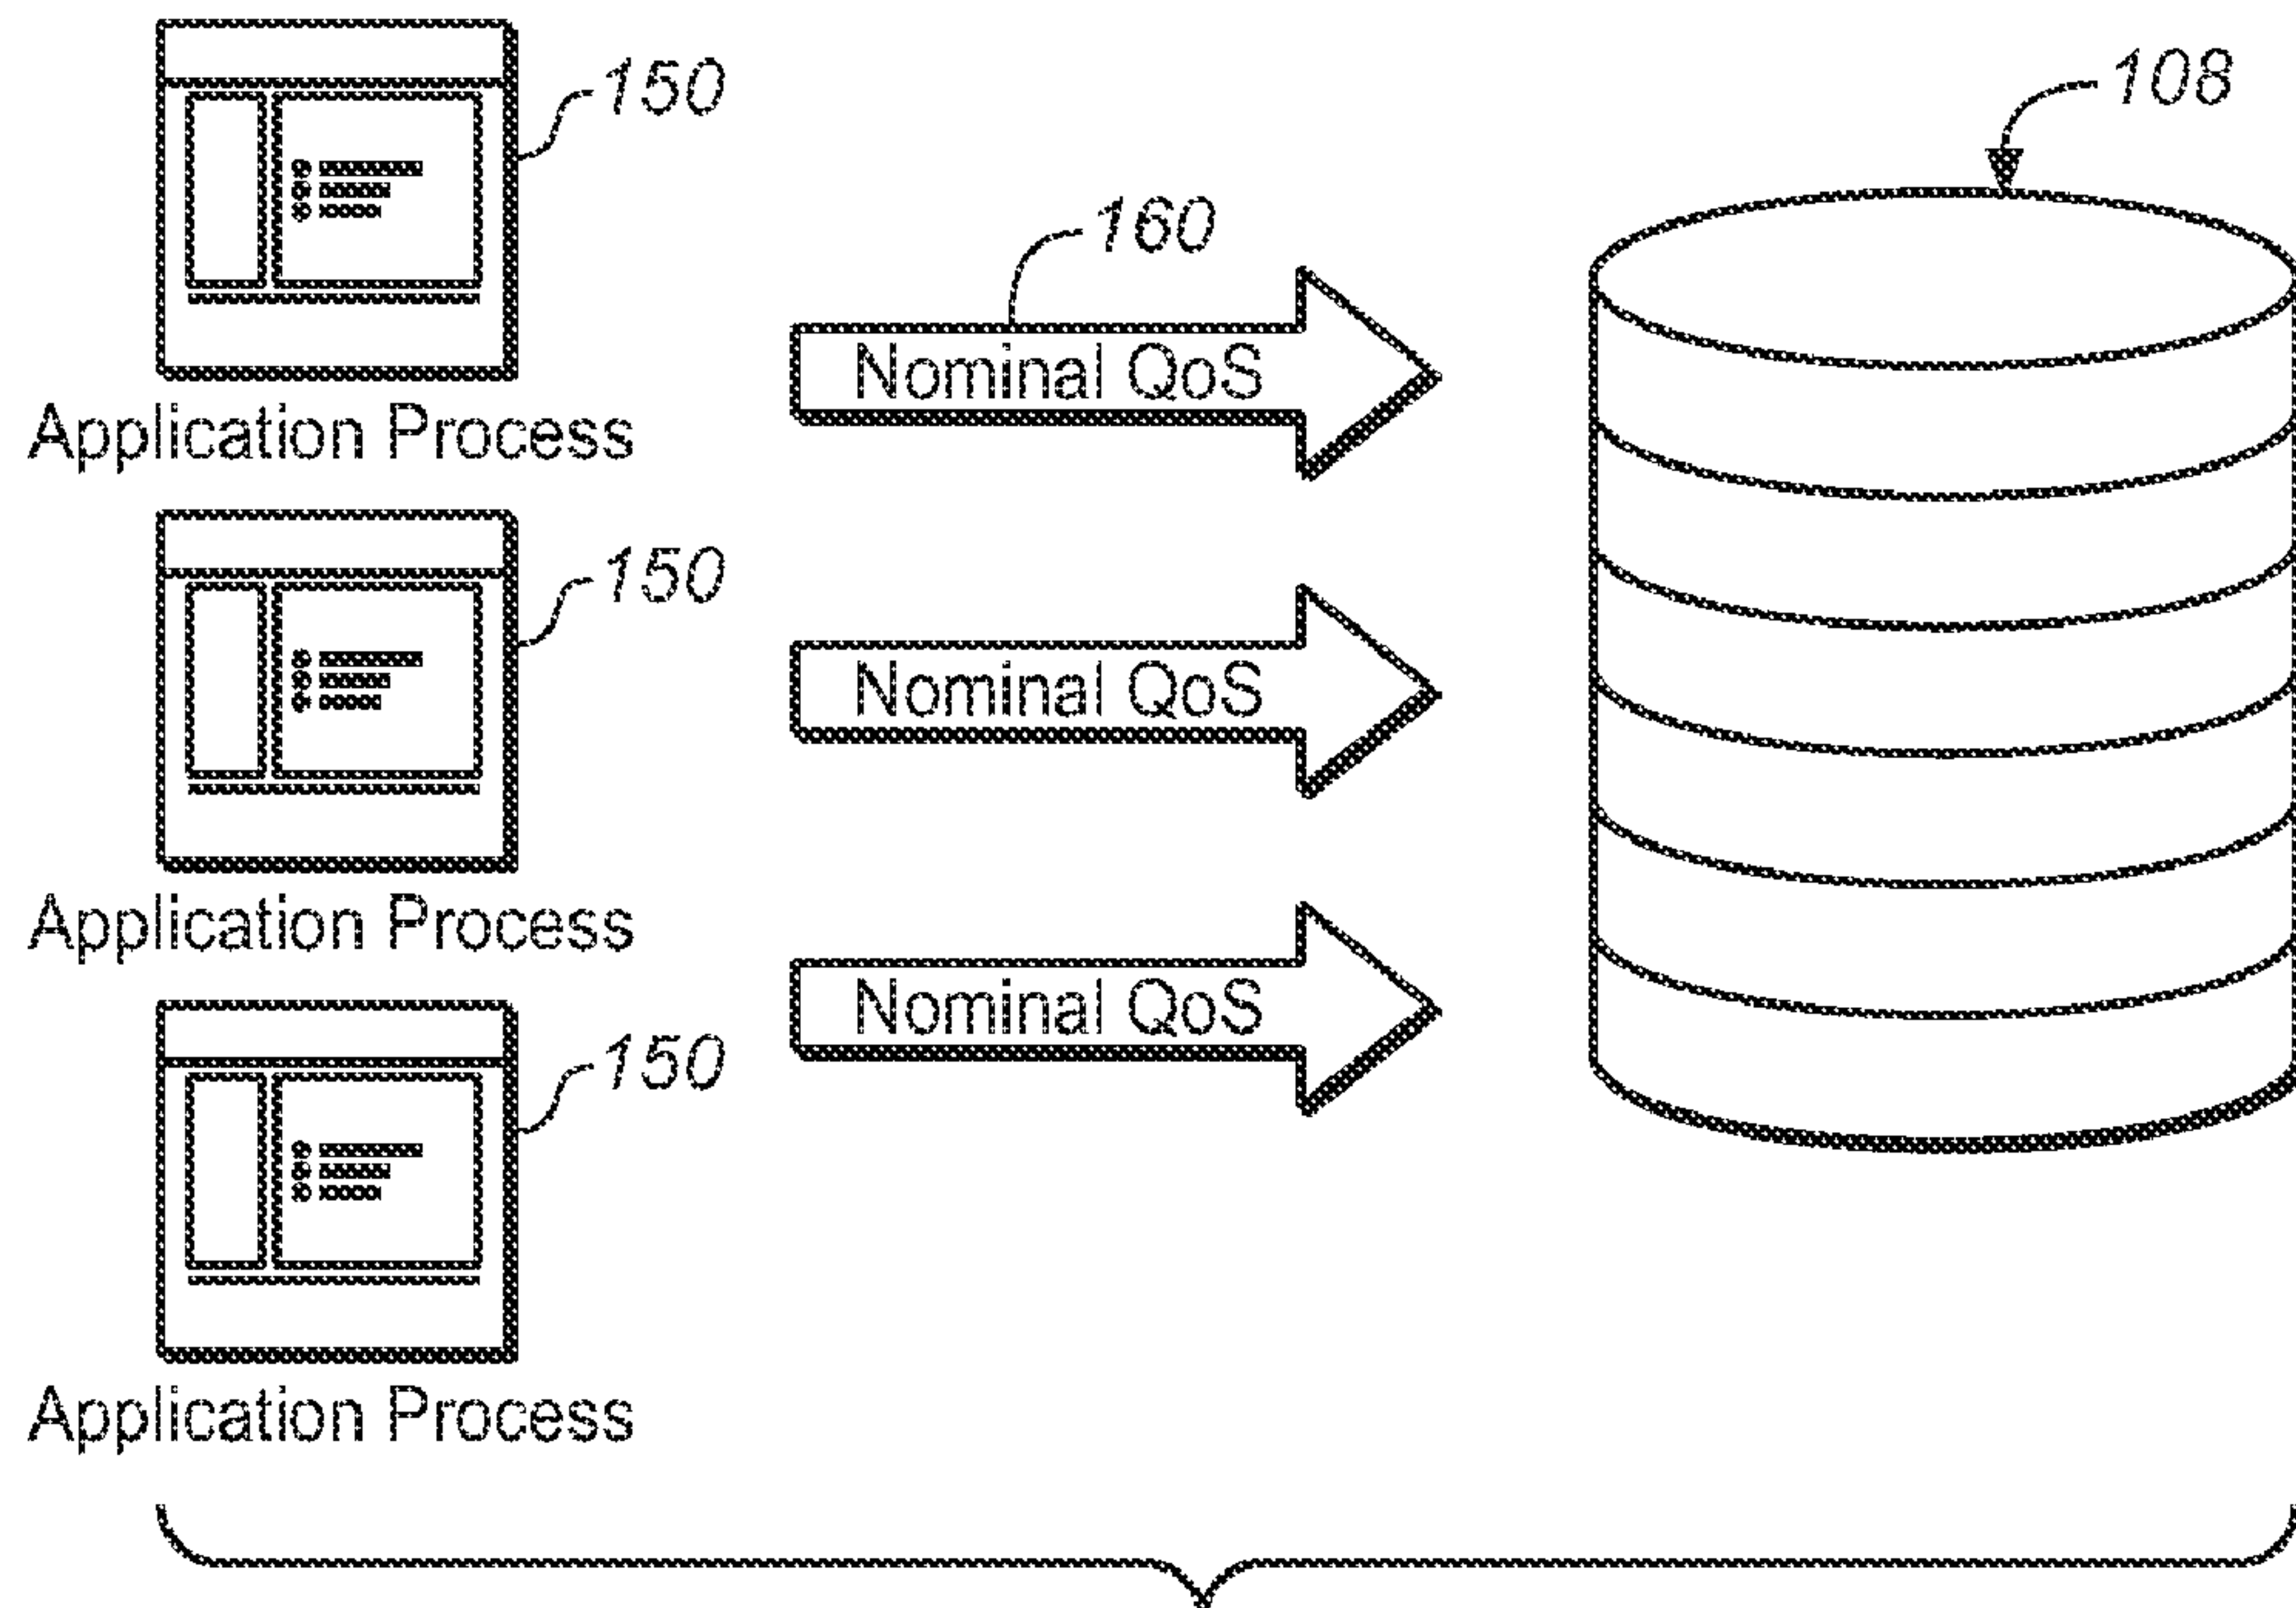 150
108
160
Nominal QoS
Application Process
150
Nominal QoS
Application Process
Nominal QoS
150
Application Process